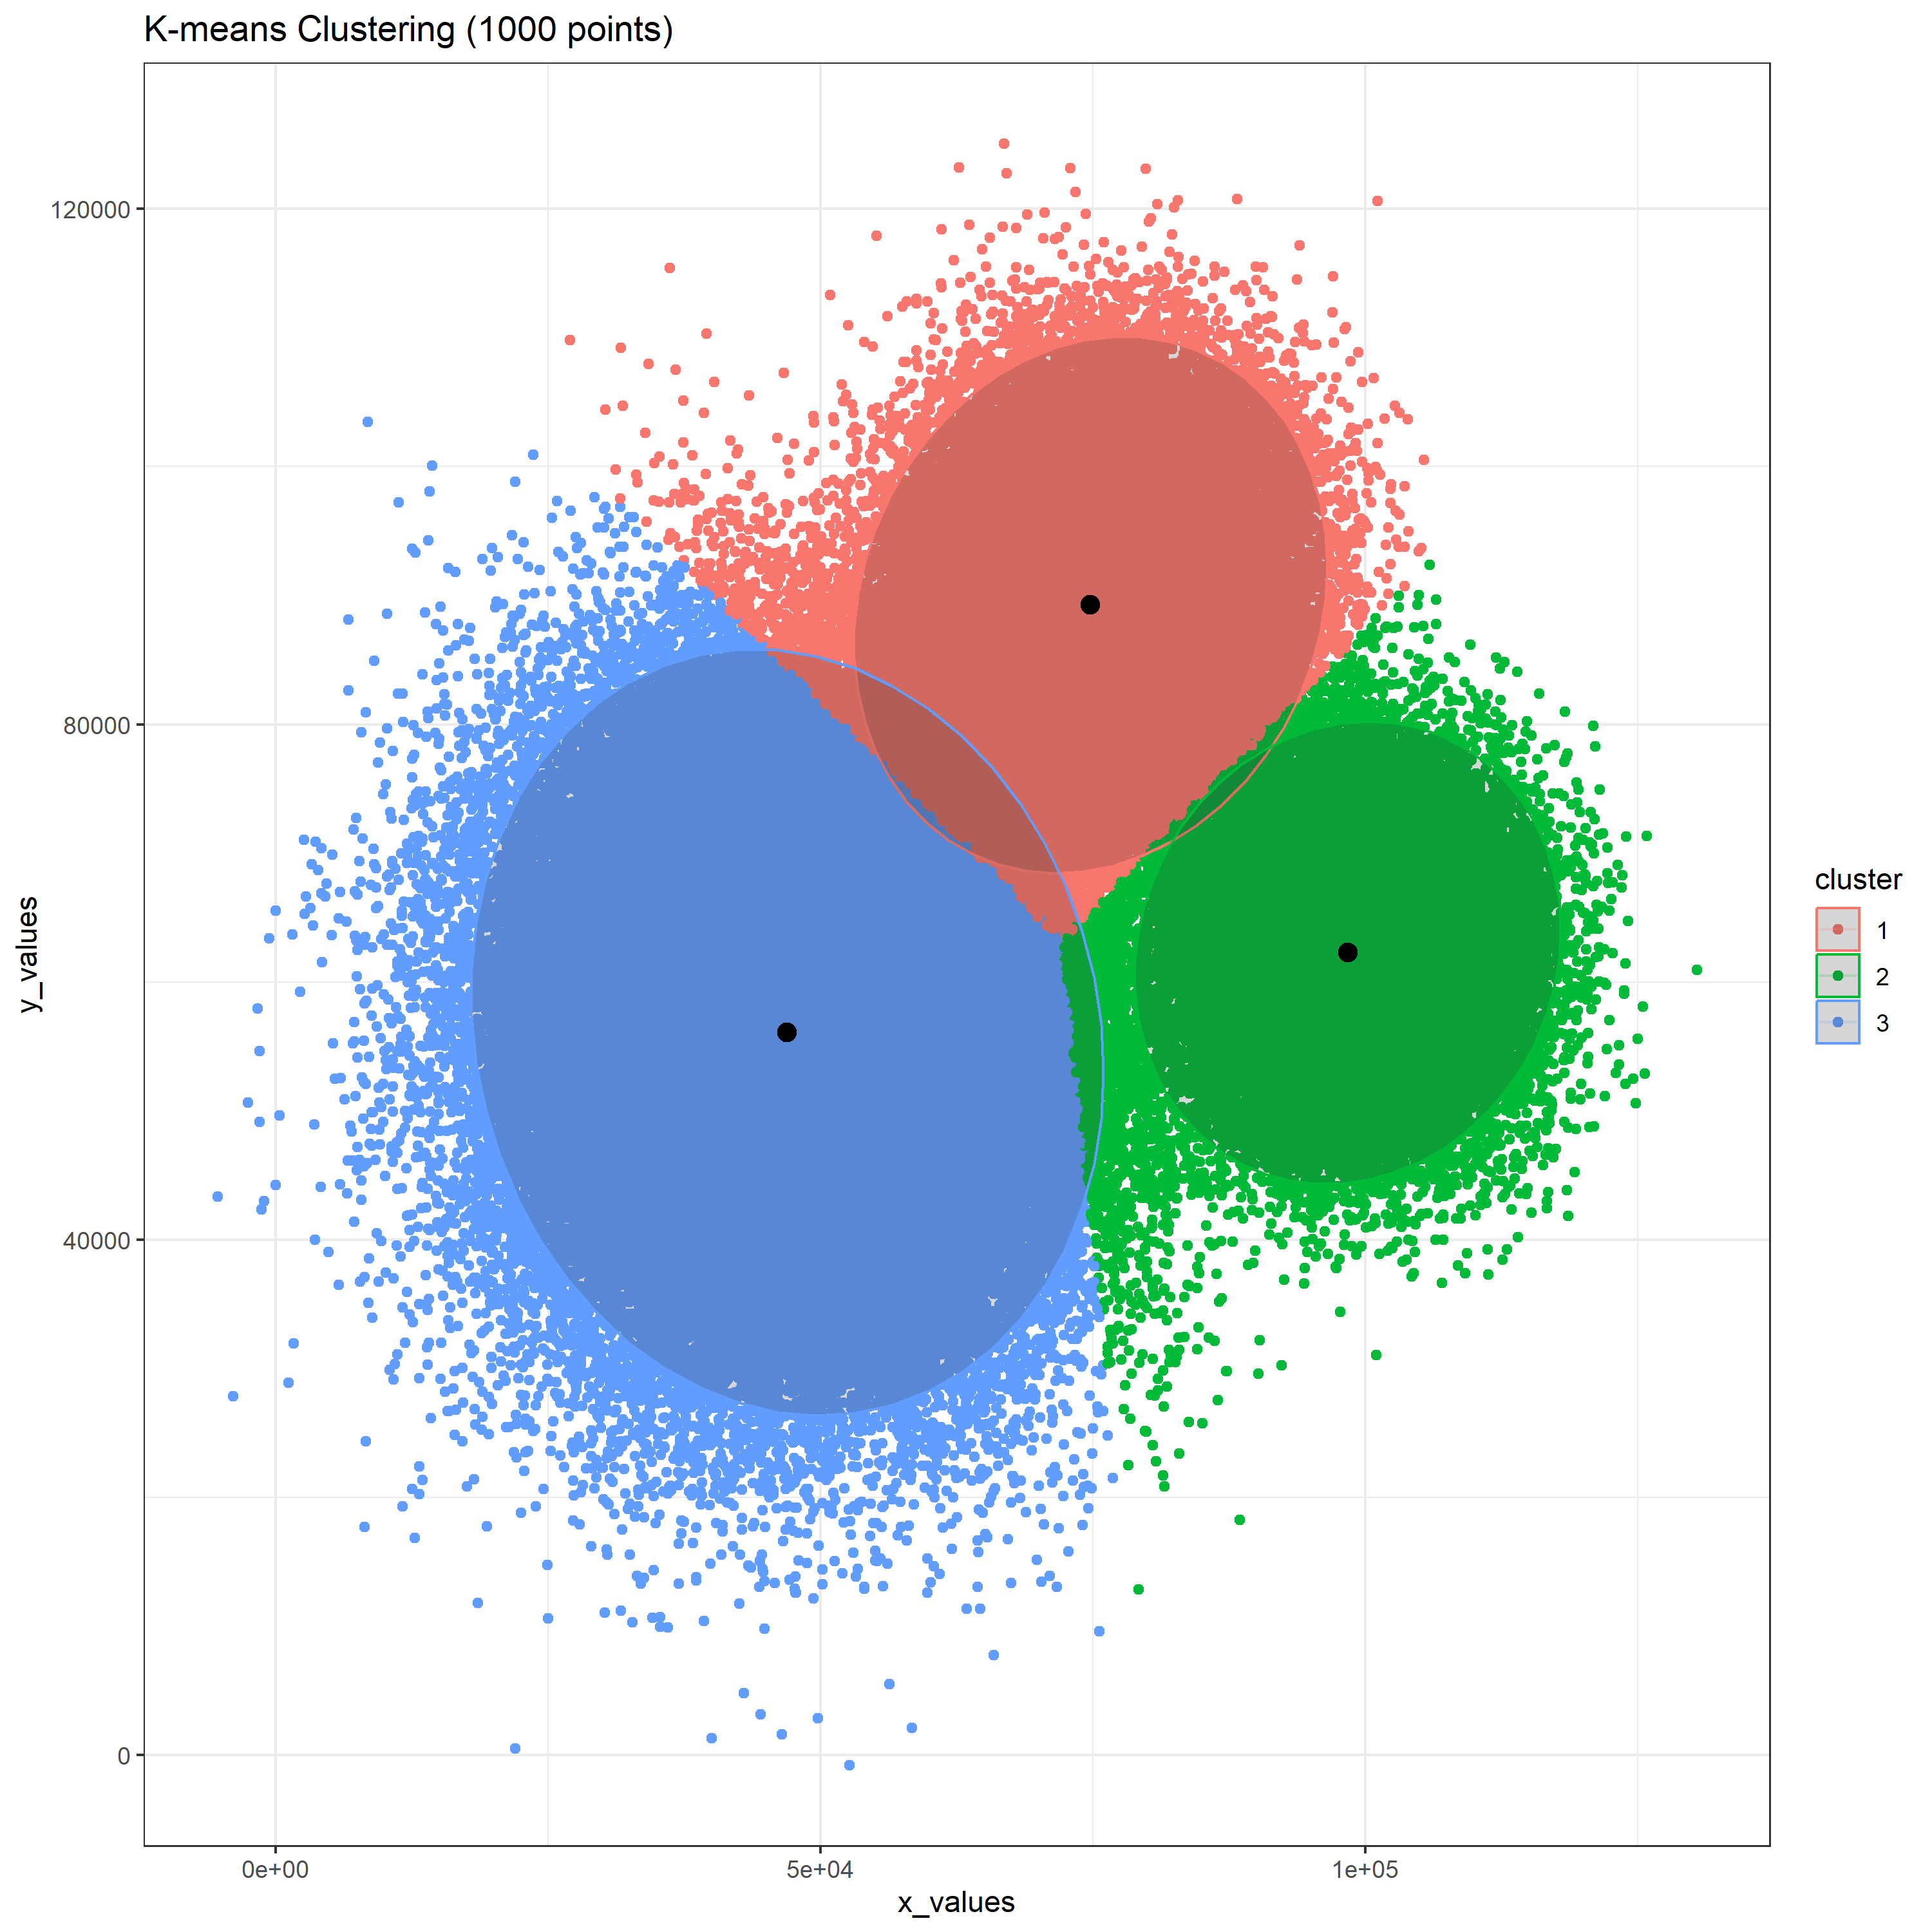 K-means Clustering (1000 points)
120000
80000
40000
0
y_values
0e+00
5e+04
1e+05
x_values
cluster
1
2
3